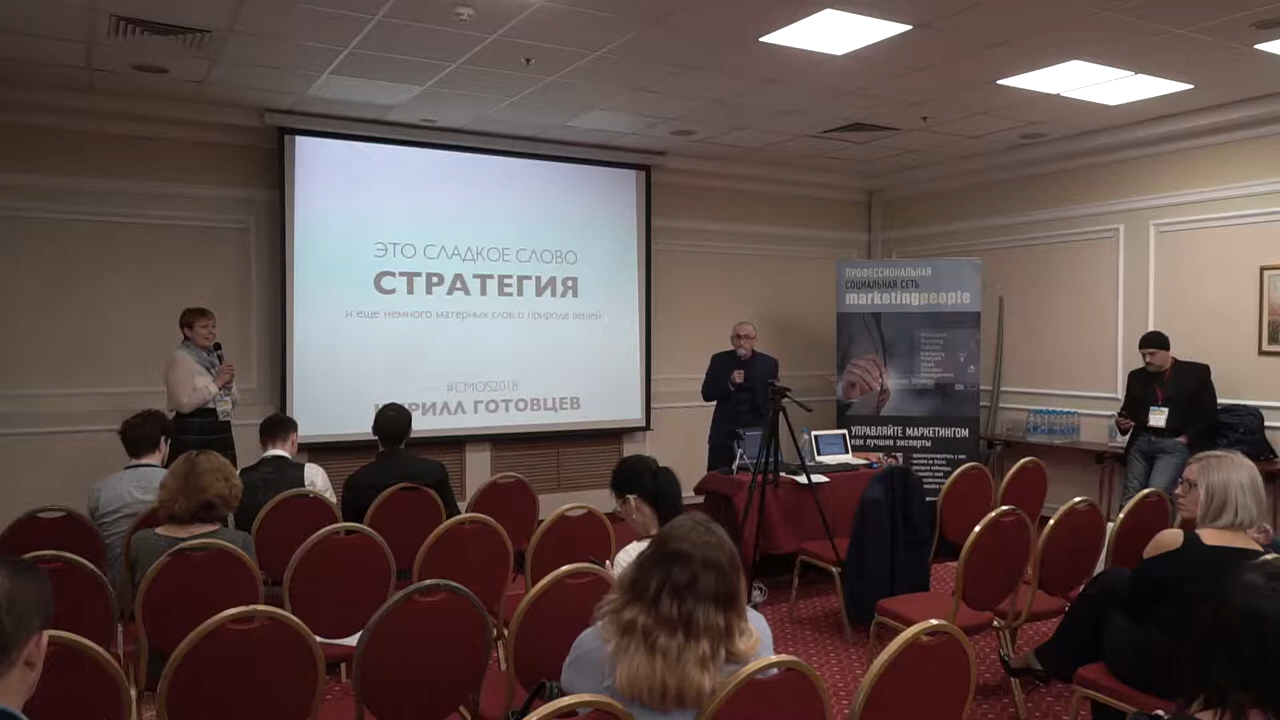 ЭТО СЛАДКОЕ СЛОВО
СТРАТЕГИЯ
и еще немного матерных слов о природе вещей
#CMOS2018
КИРИЛЛ ГОТОВЦЕВ
ПРОФЕССИОНАЛЬНАЯ
СОЦИАЛЬНАЯ СЕТЬ
marketingpeople
УПРАВЛЯЙТЕ МАРКЕТИНГОМ
как лучшие эксперты